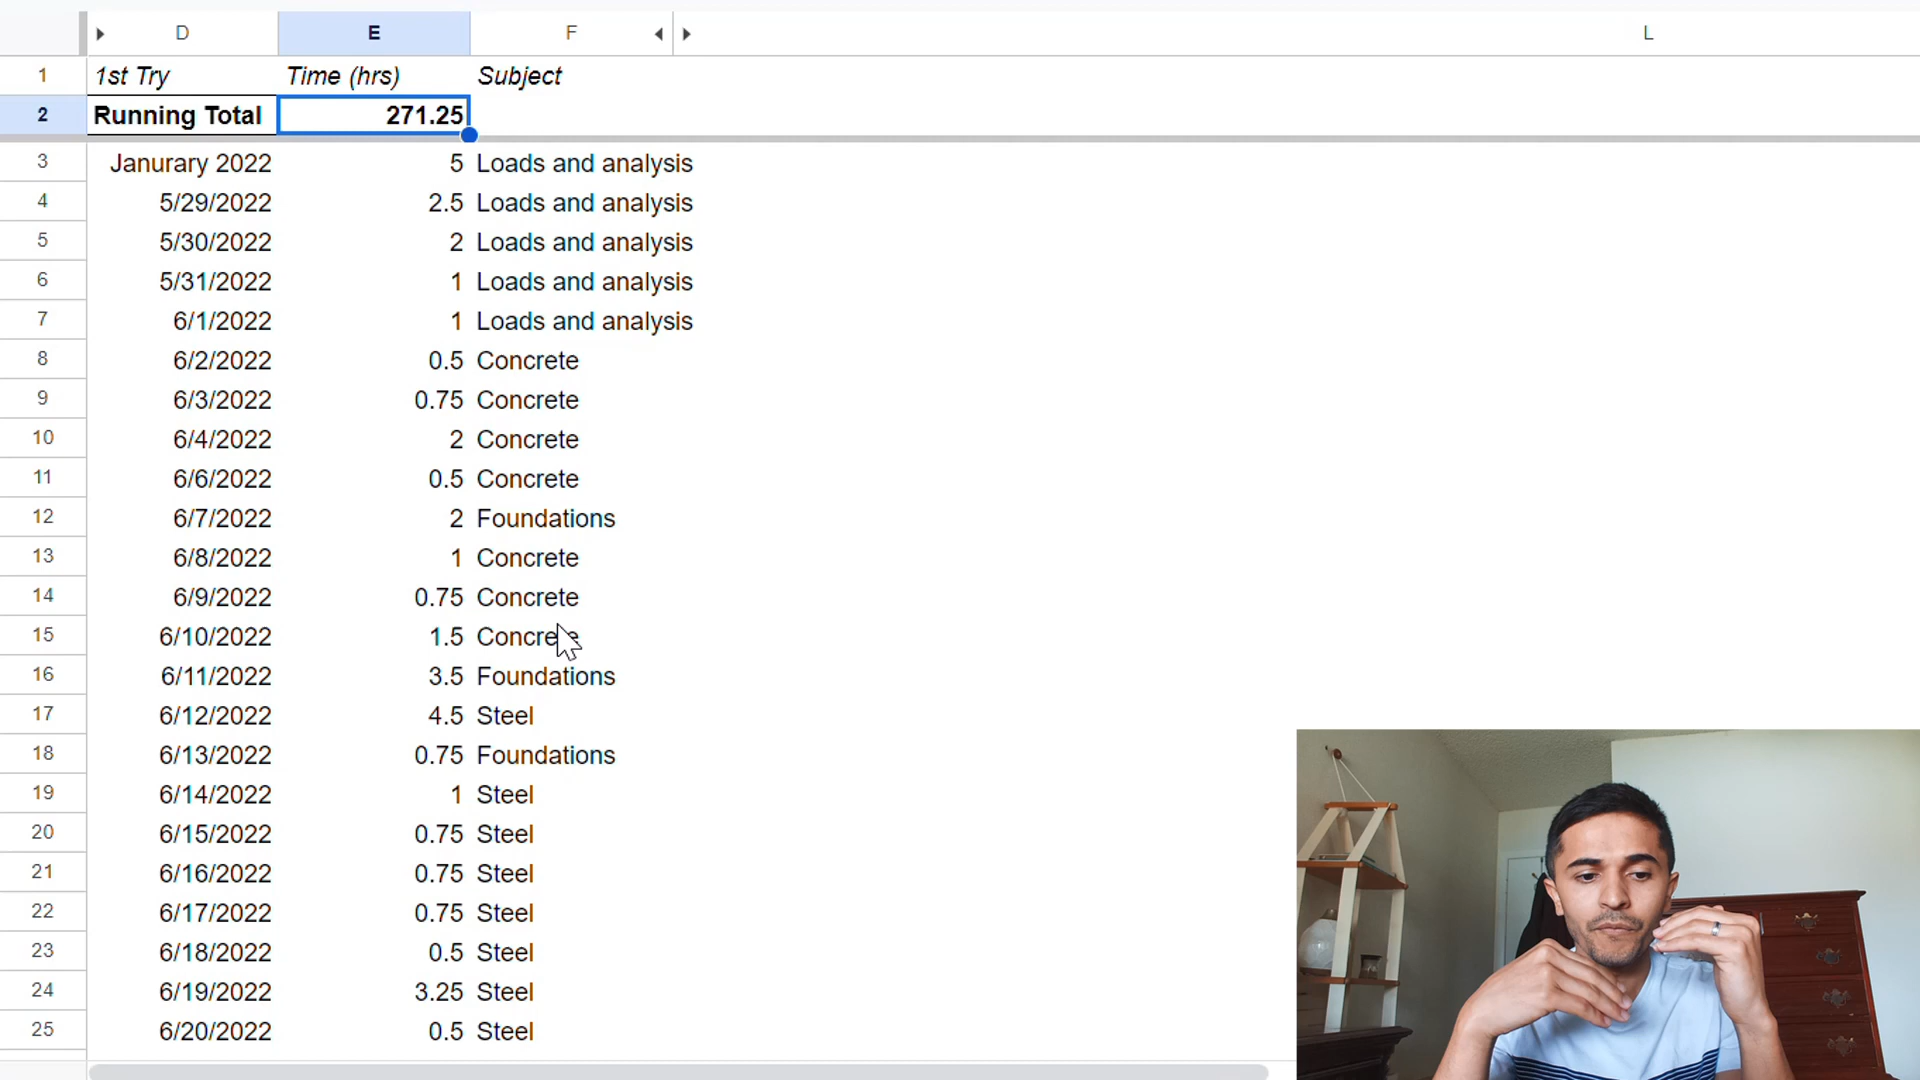 D E F L
1 1st Try Time (hrs) Subject
2 Running Total 271.25
3 Janurary 2022 5 Loads and analysis
4 5/29/2022 2.5 Loads and analysis
5 5/30/2022 2 Loads and analysis
6 5/31/2022 1 Loads and analysis
7 6/1/2022 1 Loads and analysis
8 6/2/2022 0.5 Concrete
9 6/3/2022 0.75 Concrete
10 6/4/2022 2 Concrete
11 6/6/2022 0.5 Concrete
12 6/7/2022 2 Foundations
13 6/8/2022 1 Concrete
14 6/9/2022 0.75 Concrete
15 6/10/2022 1.5 Concrete
16 6/11/2022 3.5 Foundations
17 6/12/2022 4.5 Steel
18 6/13/2022 0.75 Foundations
19 6/14/2022 1 Steel
20 6/15/2022 0.75 Steel
21 6/16/2022 0.75 Steel
22 6/17/2022 0.75 Steel
23 6/18/2022 0.5 Steel
24 6/19/2022 3.25 Steel
25 6/20/2022 0.5 Steel